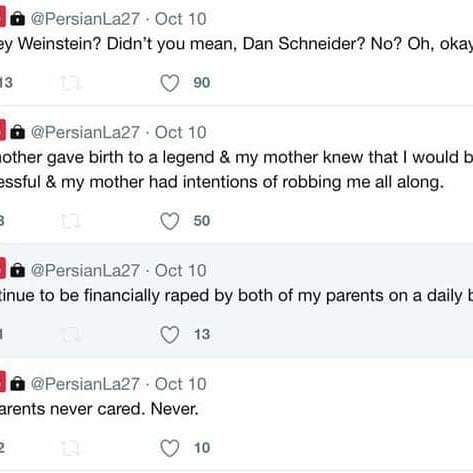 @PersianLa27 · Oct 10
ey Weinstein? Didn't you mean, Dan Schneider? No? Oh, okay
13 90
@PersianLa27 · Oct 10
nother gave birth to a legend & my mother knew that I would b
essful & my mother had intentions of robbing me all along.
3 50
@PersianLa27 · Oct 10
tinue to be financially raped by both of my parents on a daily b
1 13
@PersianLa27 · Oct 10
arents never cared. Never.
2 10